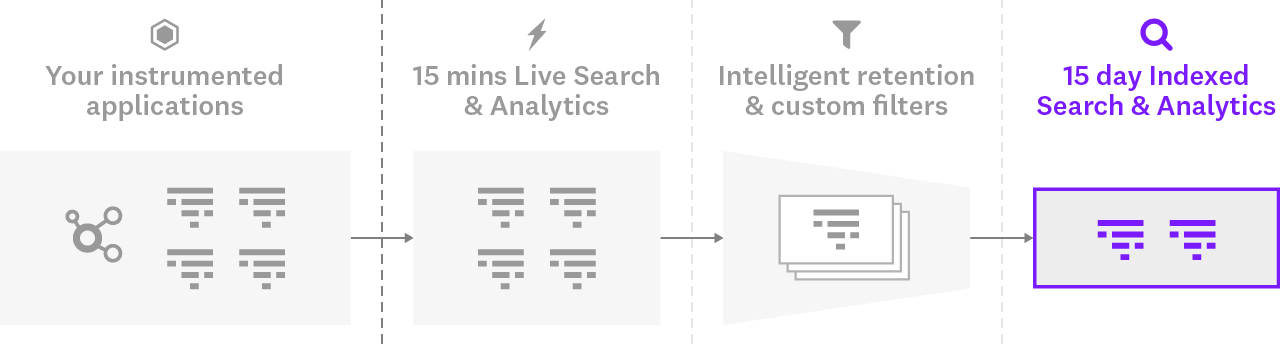 Your instrumented
applications
15 mins Live Search
& Analytics
Intelligent retention
& custom filters
15 day Indexed
Search & Analytics